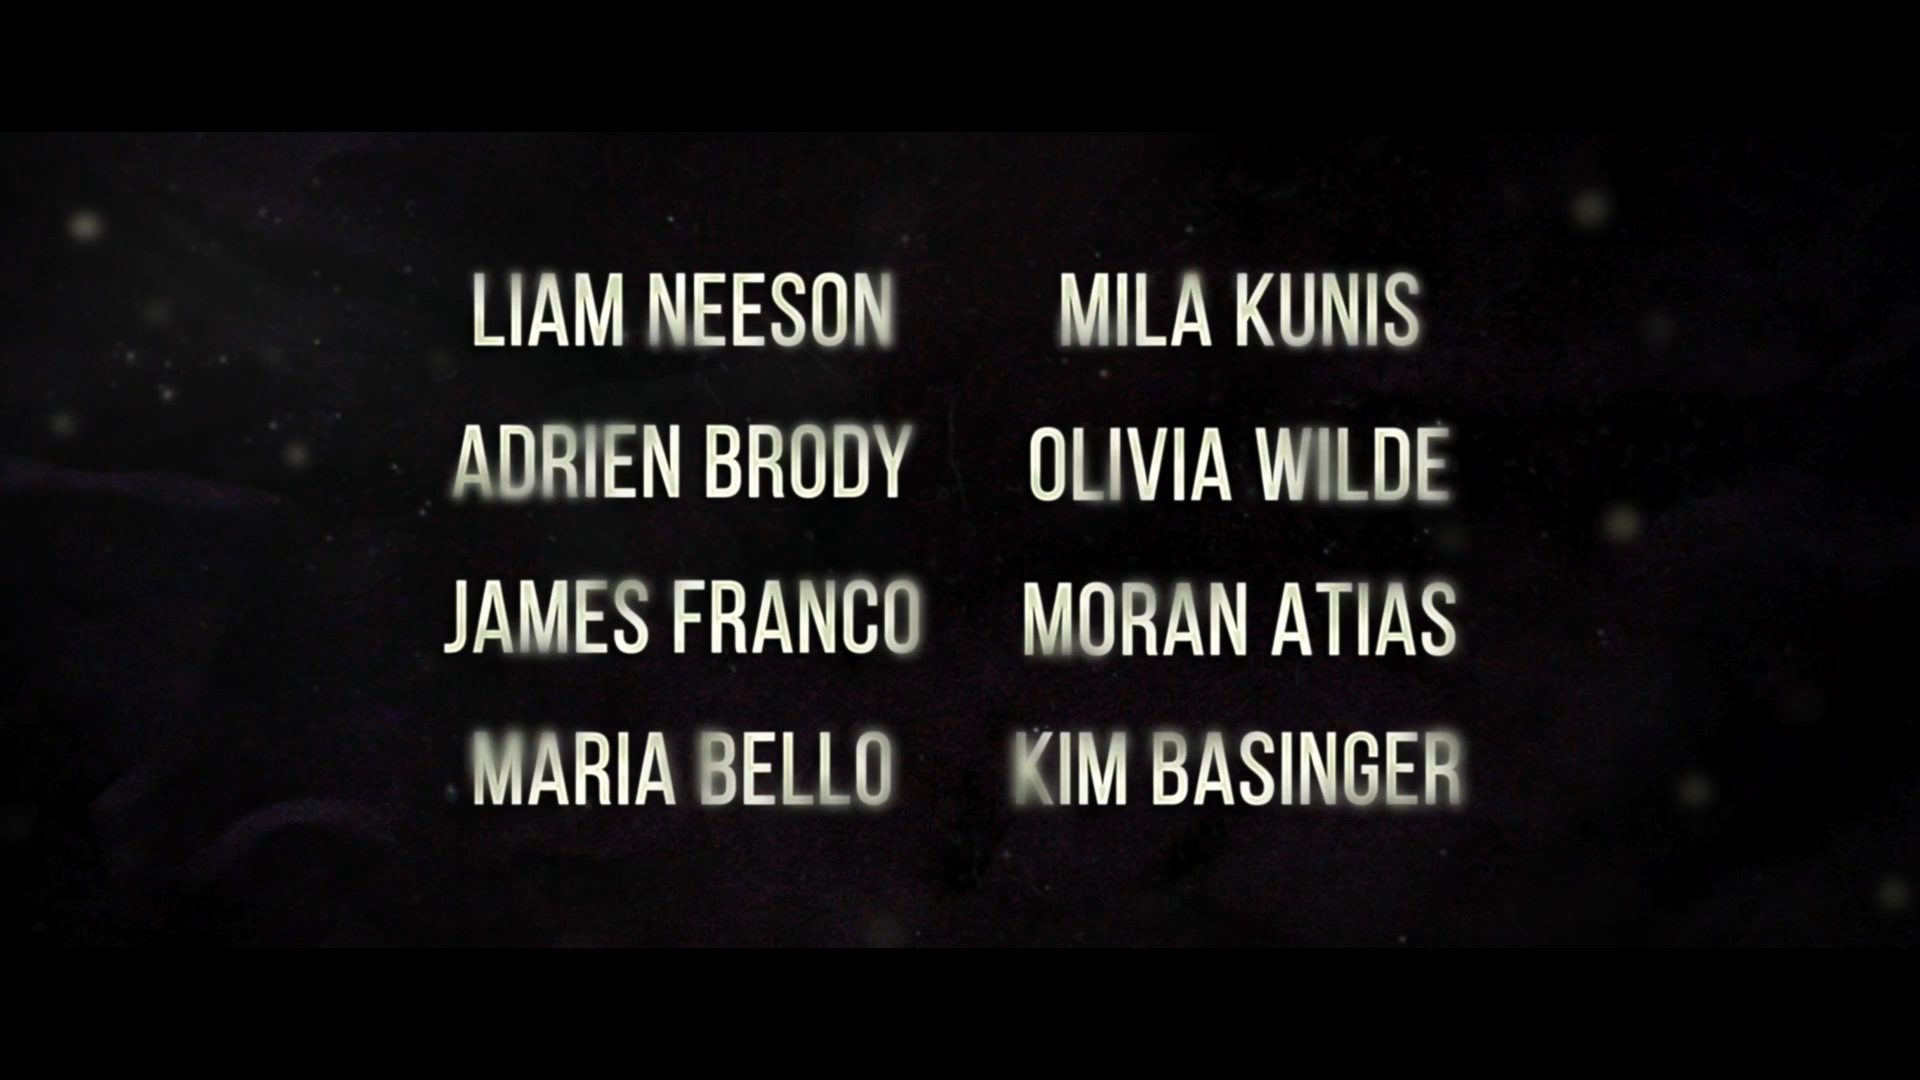 LIAM NEESON
MILA KUNIS
ADRIEN BRODY
OLIVIA WILDE
JAMES FRANCO
MORAN ATIAS
MARIA BELLO
KIM BASINGER